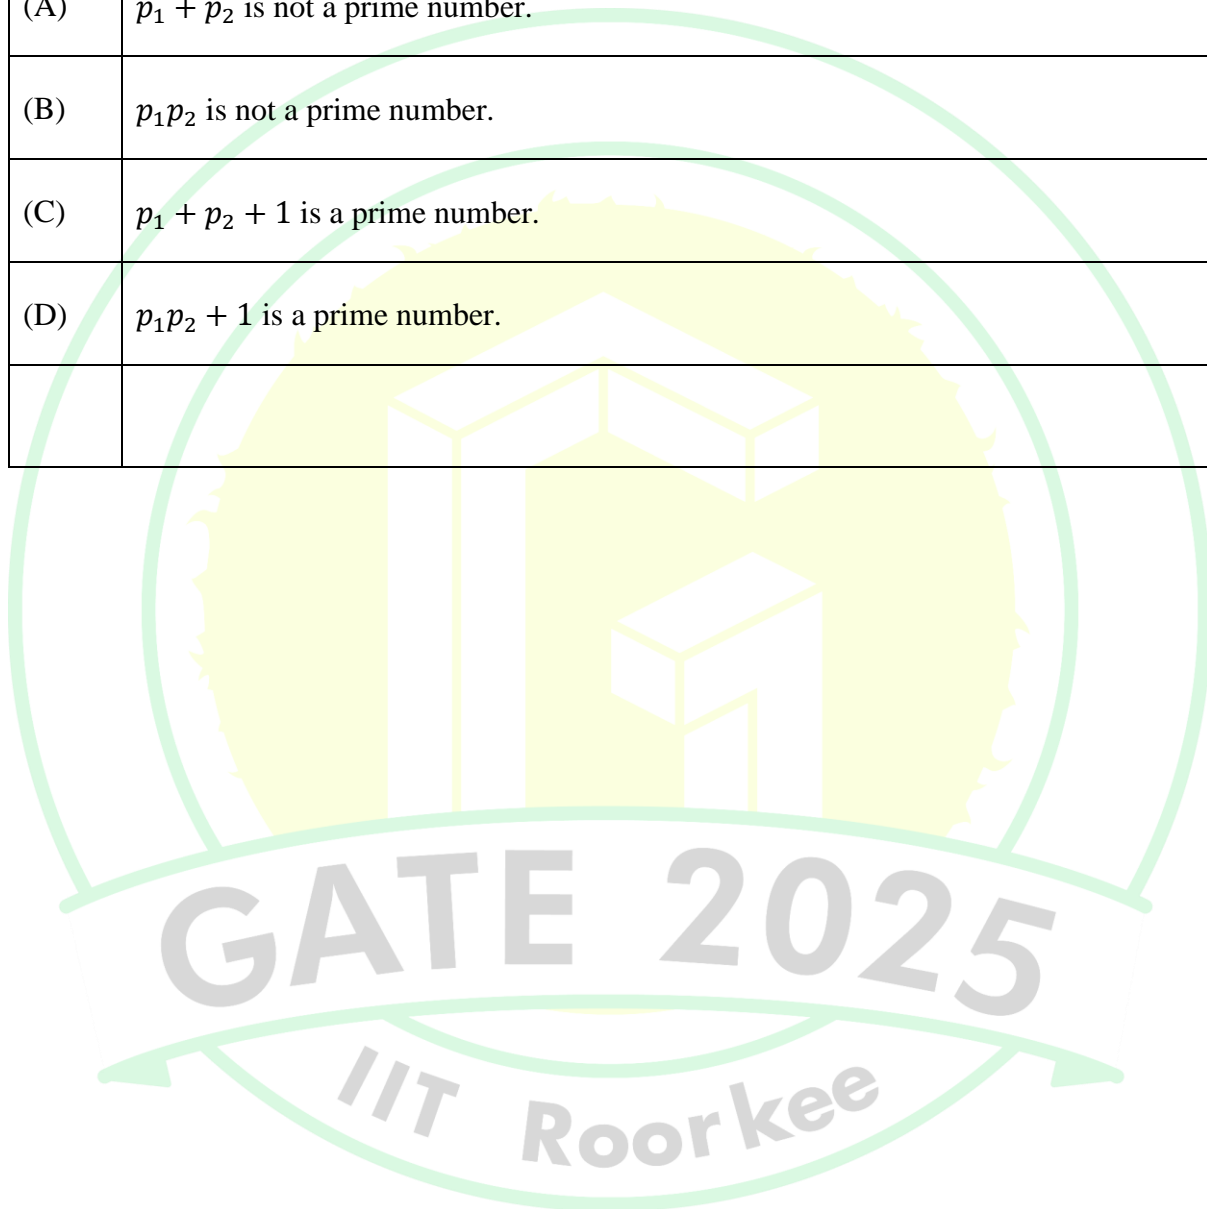 (A) p₁ + p₂ is not a prime number.
(B) p₁p₂ is not a prime number.
(C) p₁ + p₂ + 1 is a prime number.
(D) p₁p₂ + 1 is a prime number.
GATE 2025
IIT Roorkee